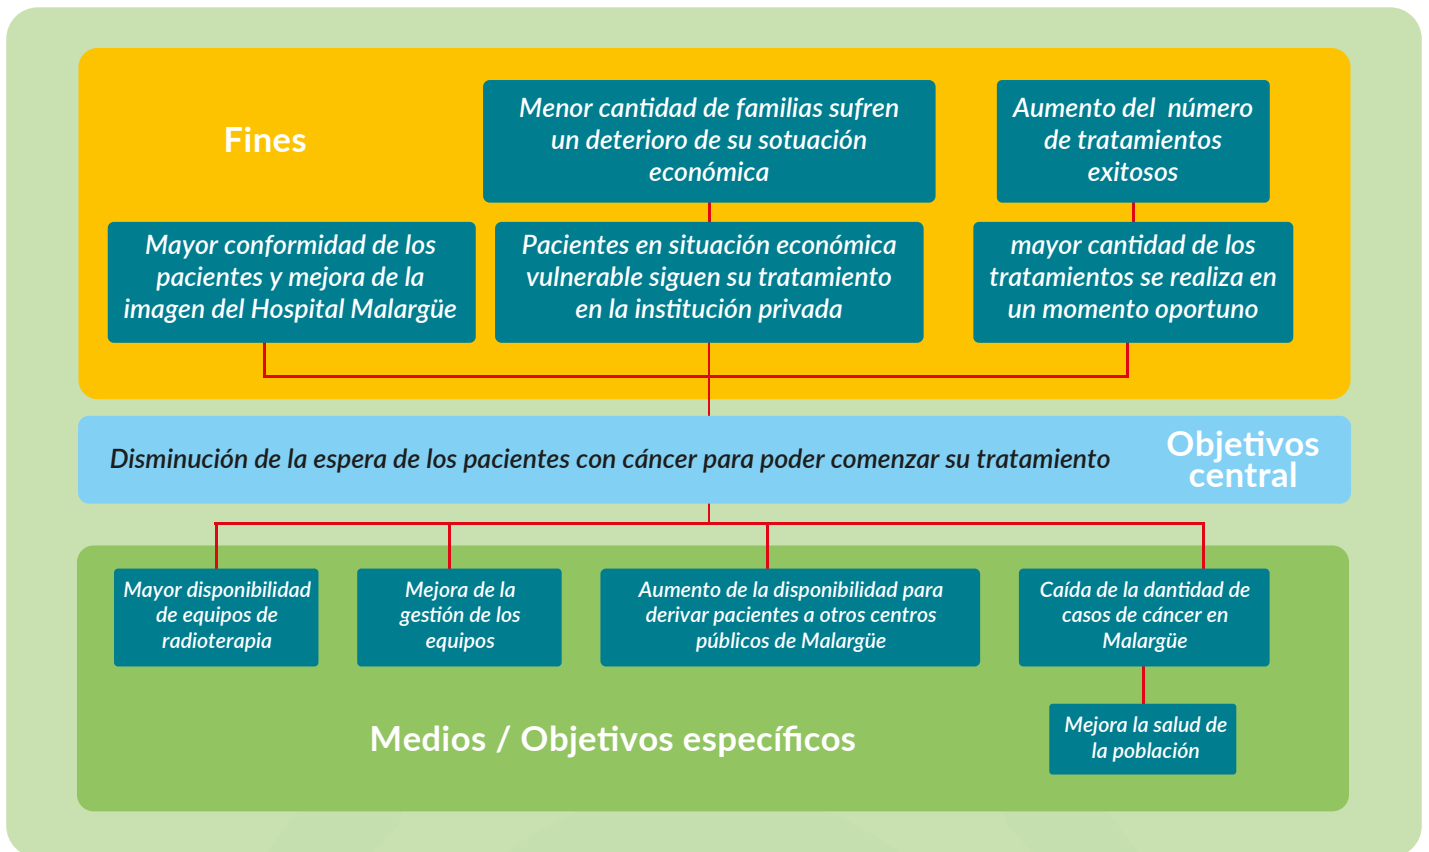 Fines
Menor cantidad de familias sufren
un deterioro de su sotuación
económica
Aumento del  número
de tratamientos
exitosos
Mayor conformidad de los
pacientes y mejora de la
imagen del Hospital Malargüe
Pacientes en situación económica
vulnerable siguen su tratamiento
en la institución privada
mayor cantidad de los
tratamientos se realiza en
un momento oportuno
Disminución de la espera de los pacientes con cáncer para poder comenzar su tratamiento
Objetivos
central
Mayor disponibilidad
de equipos de
radioterapia
Mejora de la
gestión de los
equipos
Aumento de la disponibilidad para
derivar pacientes a otros centros
públicos de Malargüe
Caída de la dantidad de
casos de cáncer en
Malargüe
Medios / Objetivos específicos
Mejora la salud de
la población